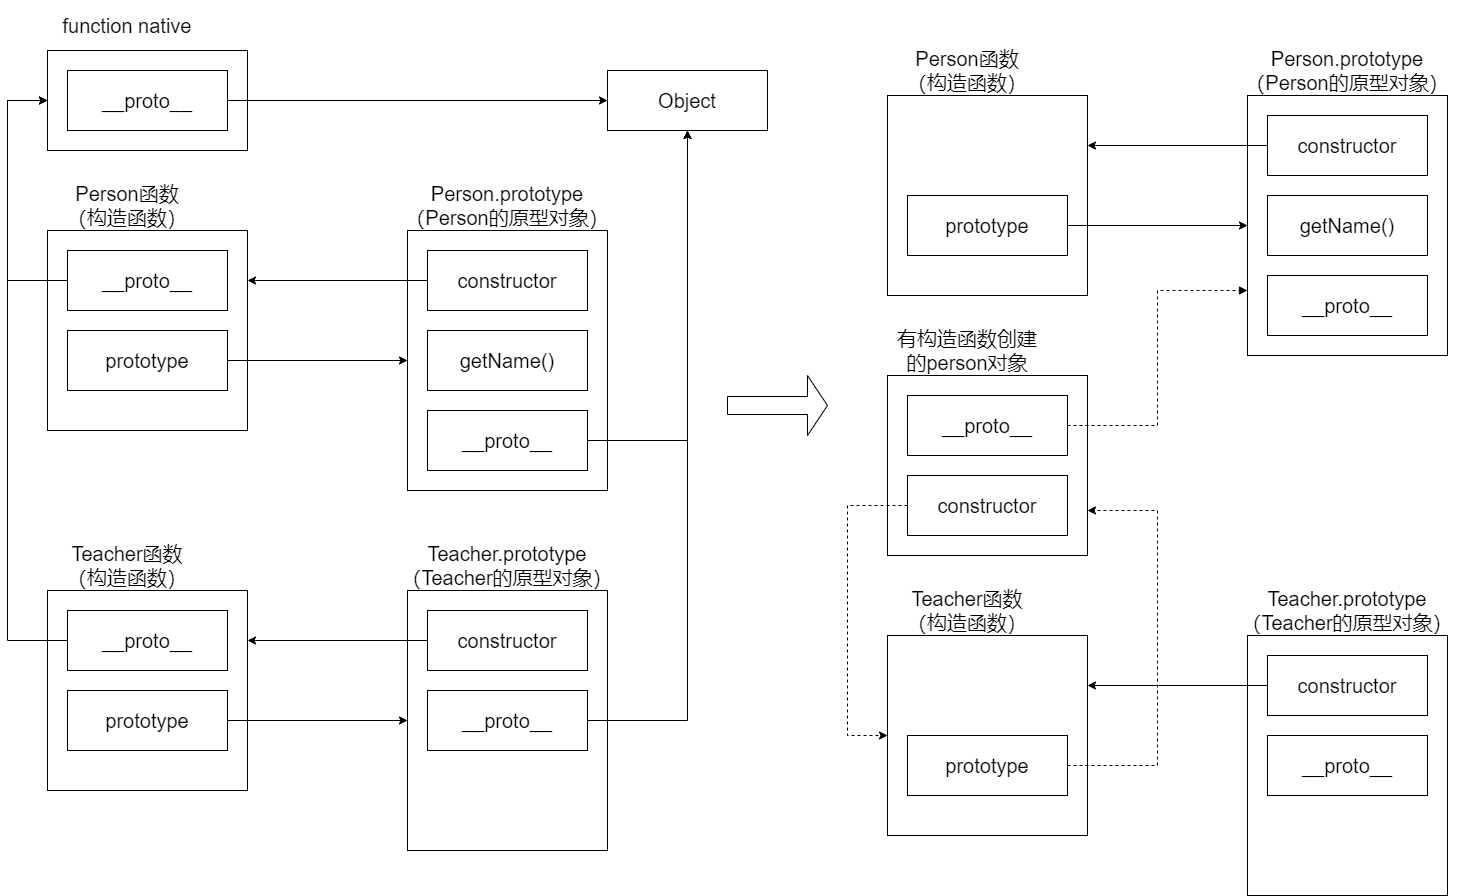 function native
__proto__
Object
Person函数
（构造函数）
__proto__
prototype
Person.prototype
（Person的原型对象）
constructor
getName()
__proto__
Teacher函数
（构造函数）
__proto__
prototype
Teacher.prototype
（Teacher的原型对象）
constructor
__proto__
Person函数
（构造函数）
prototype
Person.prototype
（Person的原型对象）
constructor
getName()
__proto__
有构造函数创建
的person对象
__proto__
constructor
Teacher函数
（构造函数）
prototype
Teacher.prototype
（Teacher的原型对象）
constructor
__proto__